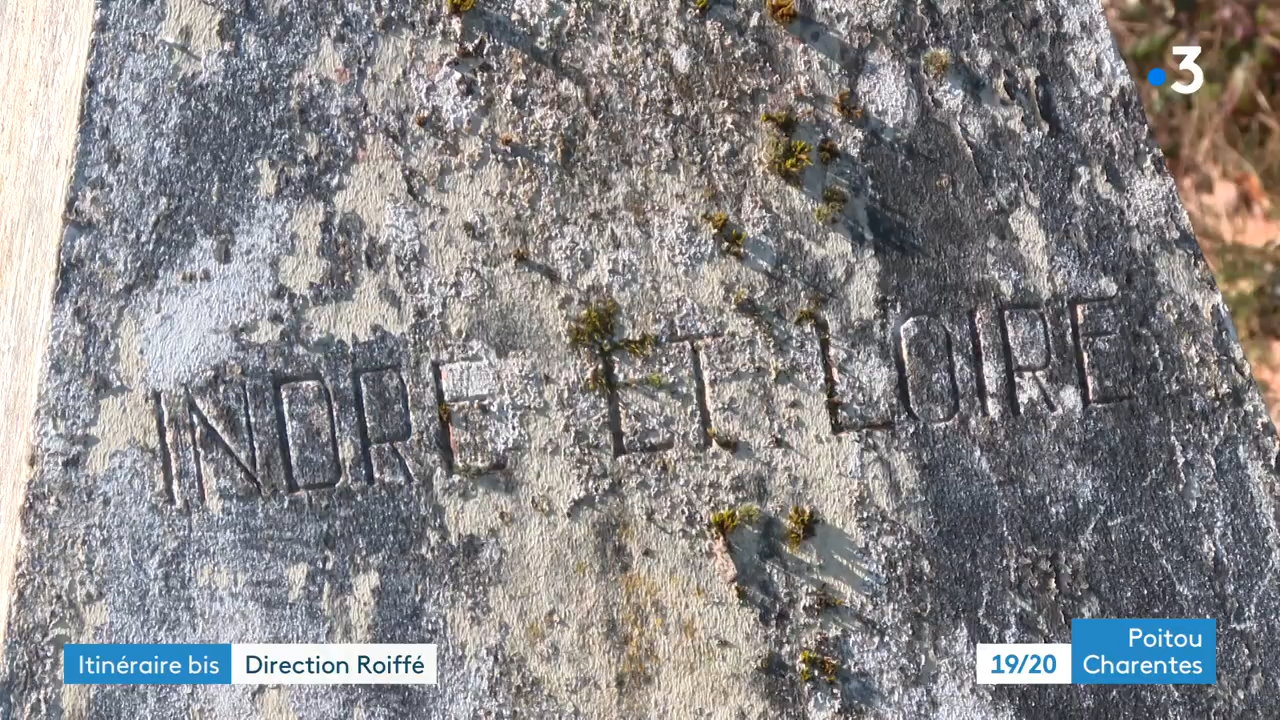 3
INDRE ET LOIRE
Itinéraire bis Direction Roiffé
19/20 Poitou Charentes